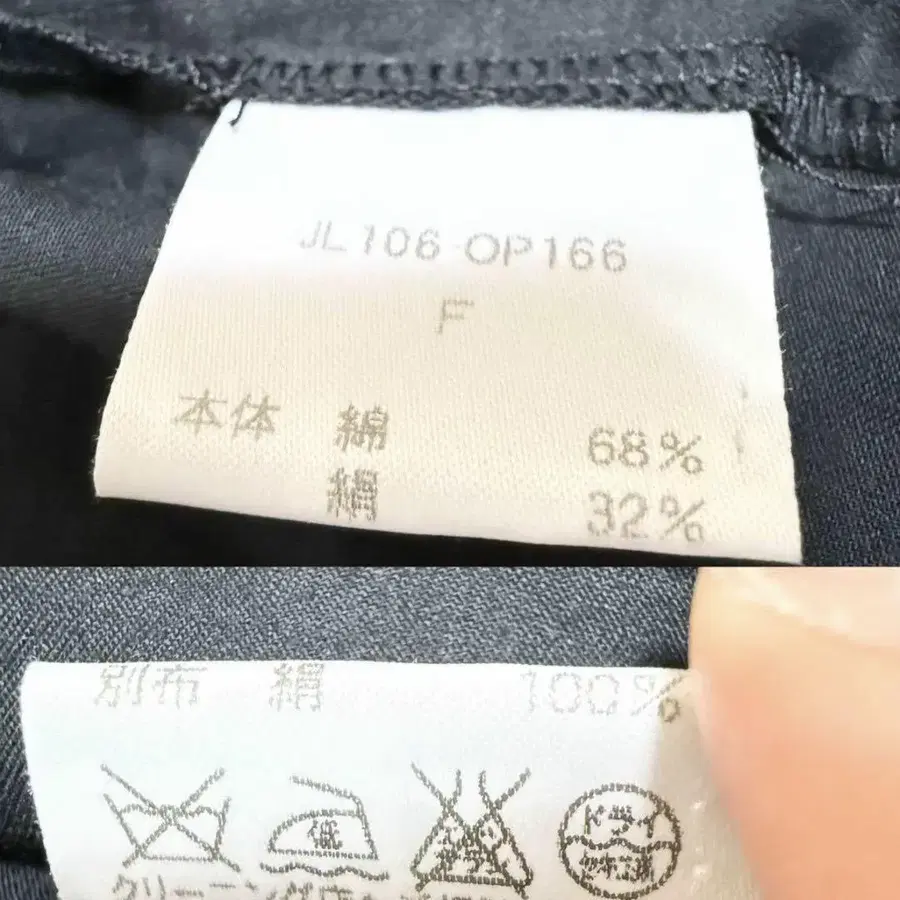 JL106-OP166
F
本体 綿 68%
絹 32%
別布 絹 100%
低
ドライ